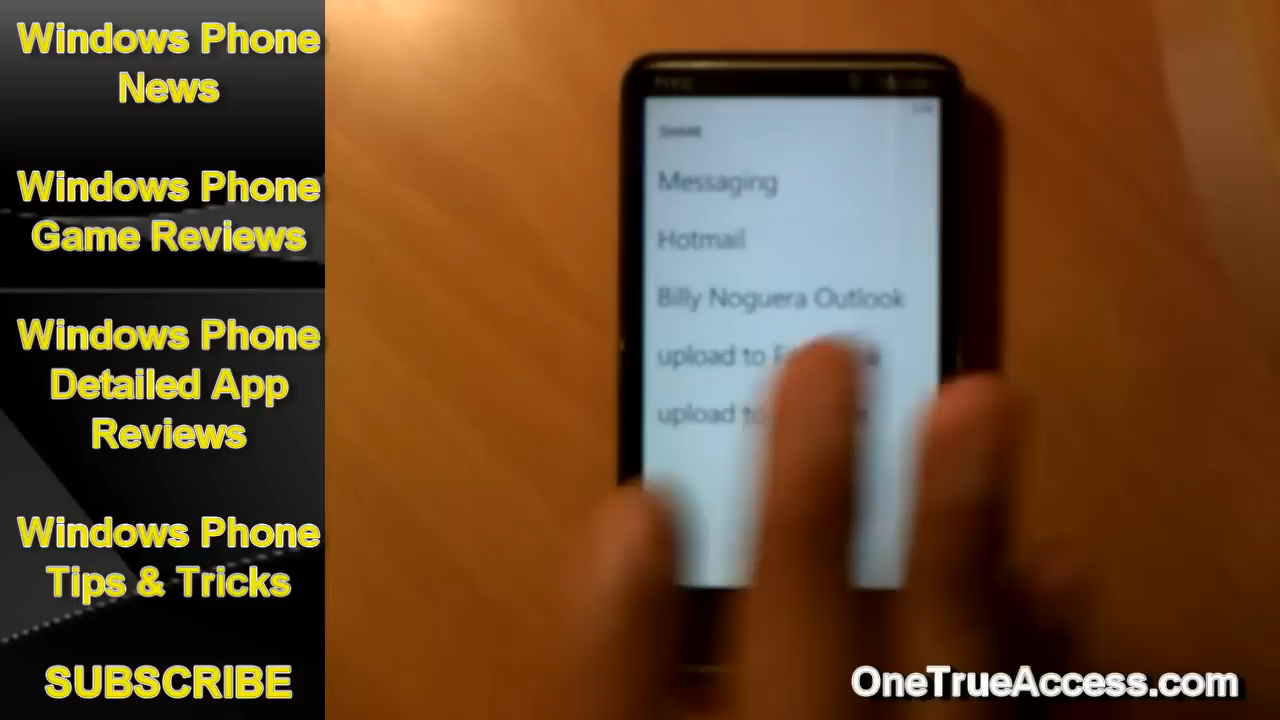 Windows Phone
News
Windows Phone
Game Reviews
Windows Phone
Detailed App
Reviews
Windows Phone
Tips & Tricks
SUBSCRIBE
SHARE
Messaging
Hotmail
Billy Noguera Outlook
upload to
upload to
OneTrueAccess.com